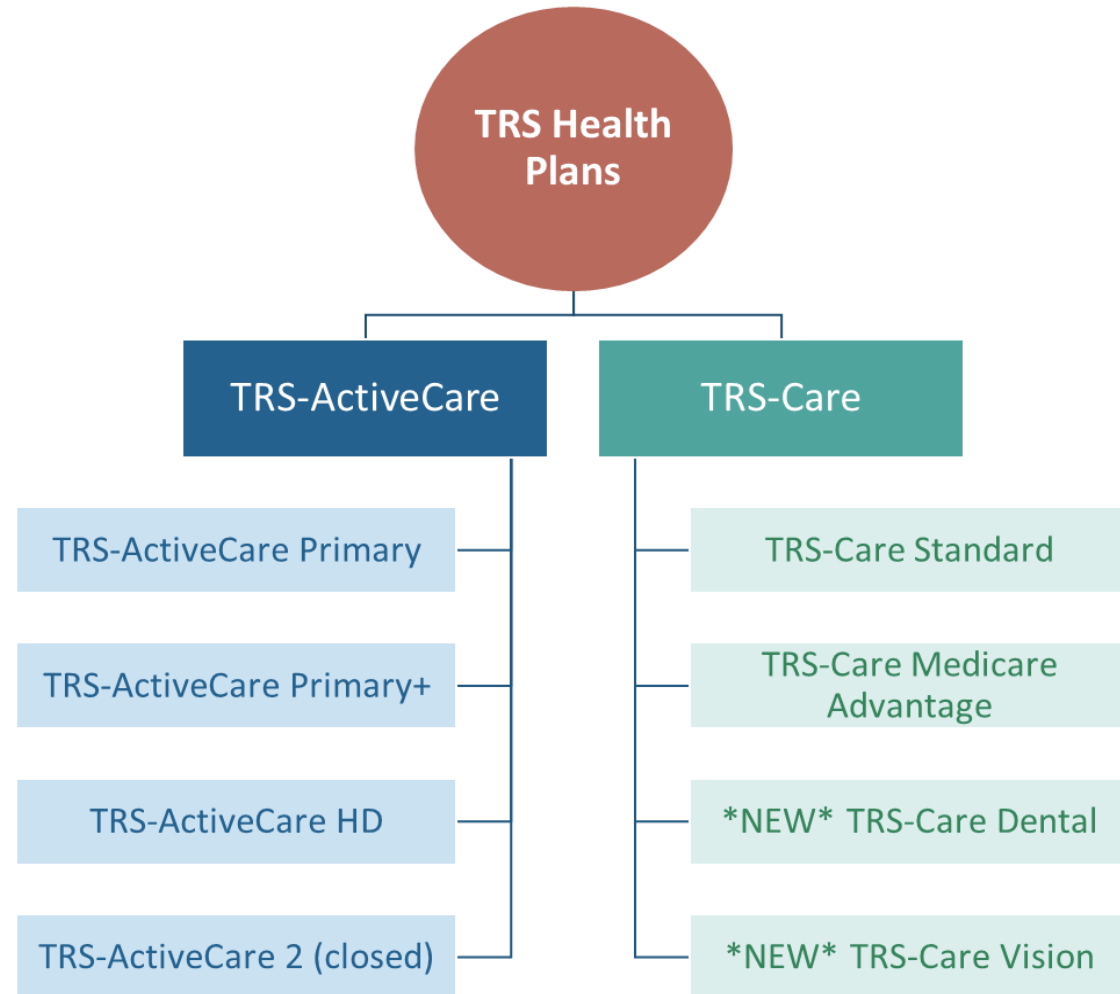 TRS Health
Plans
TRS-ActiveCare
TRS-Care
TRS-ActiveCare Primary
TRS-ActiveCare Primary+
TRS-ActiveCare HD
TRS-ActiveCare 2 (closed)
TRS-Care Standard
TRS-Care Medicare
Advantage
*NEW* TRS-Care Dental
*NEW* TRS-Care Vision